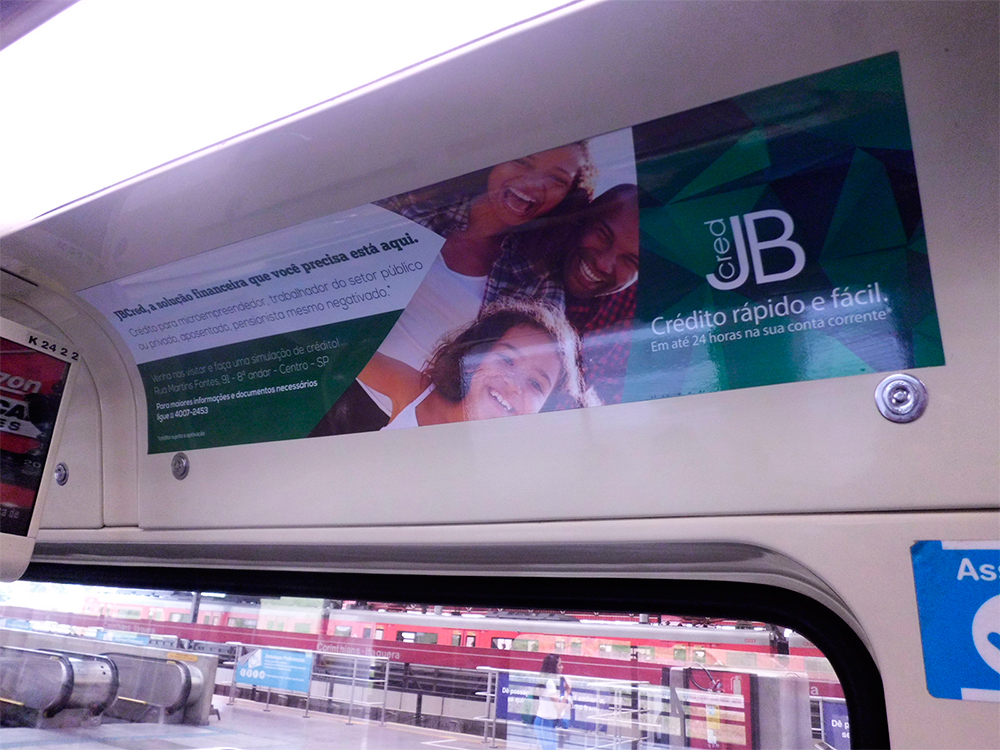 JBCred, a solução financeira que você precisa está aqui.
Crédito para microempreendedor, trabalhador do setor público
ou privado, aposentado, pensionista mesmo negativado.*
Venha nos visitar e faça uma simulação de crédito!
Rua Martins Fontes, 91 - 8º andar - Centro - SP
Para maiores informações e documentos necessários
ligue 4007-2453
cred
JB
Crédito rápido e fácil.
Em até 24 horas na sua conta corrente*
K 24 2 2
Corinthians-Itaquera
Ass